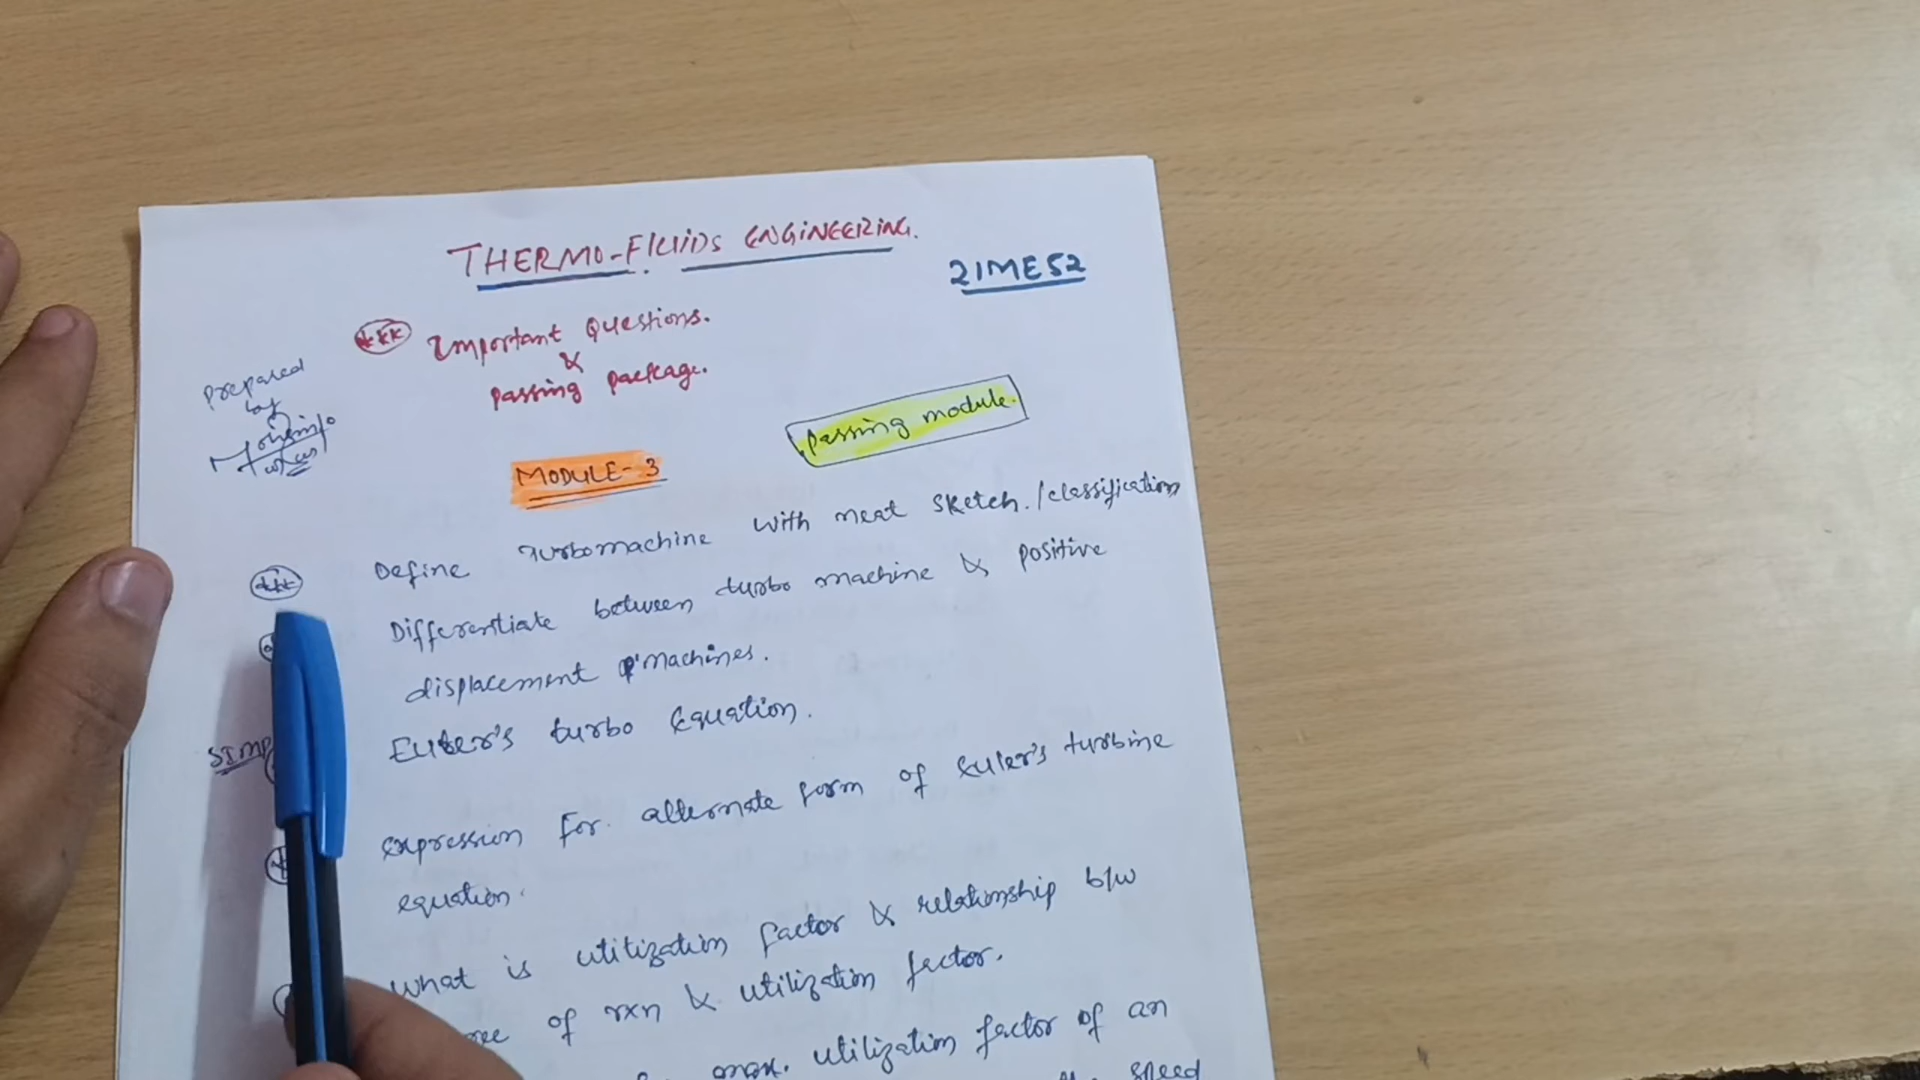 THERMO-FLUIDS ENGINEERING.
21ME52
*** Important Questions.
&
passing package.
Prepared
by
passing module.
MODULE-3
*** Define Turbomachine with neat sketch./classification
Differentiate between turbo machine & positive
displacement machines.
Euler's turbo Equation.
SIMP
expression for alternate form of Euler's turbine
equation.
What is utilization factor & relationship b/w
of rxn & utilization factor.
max. utilization factor of an
speed